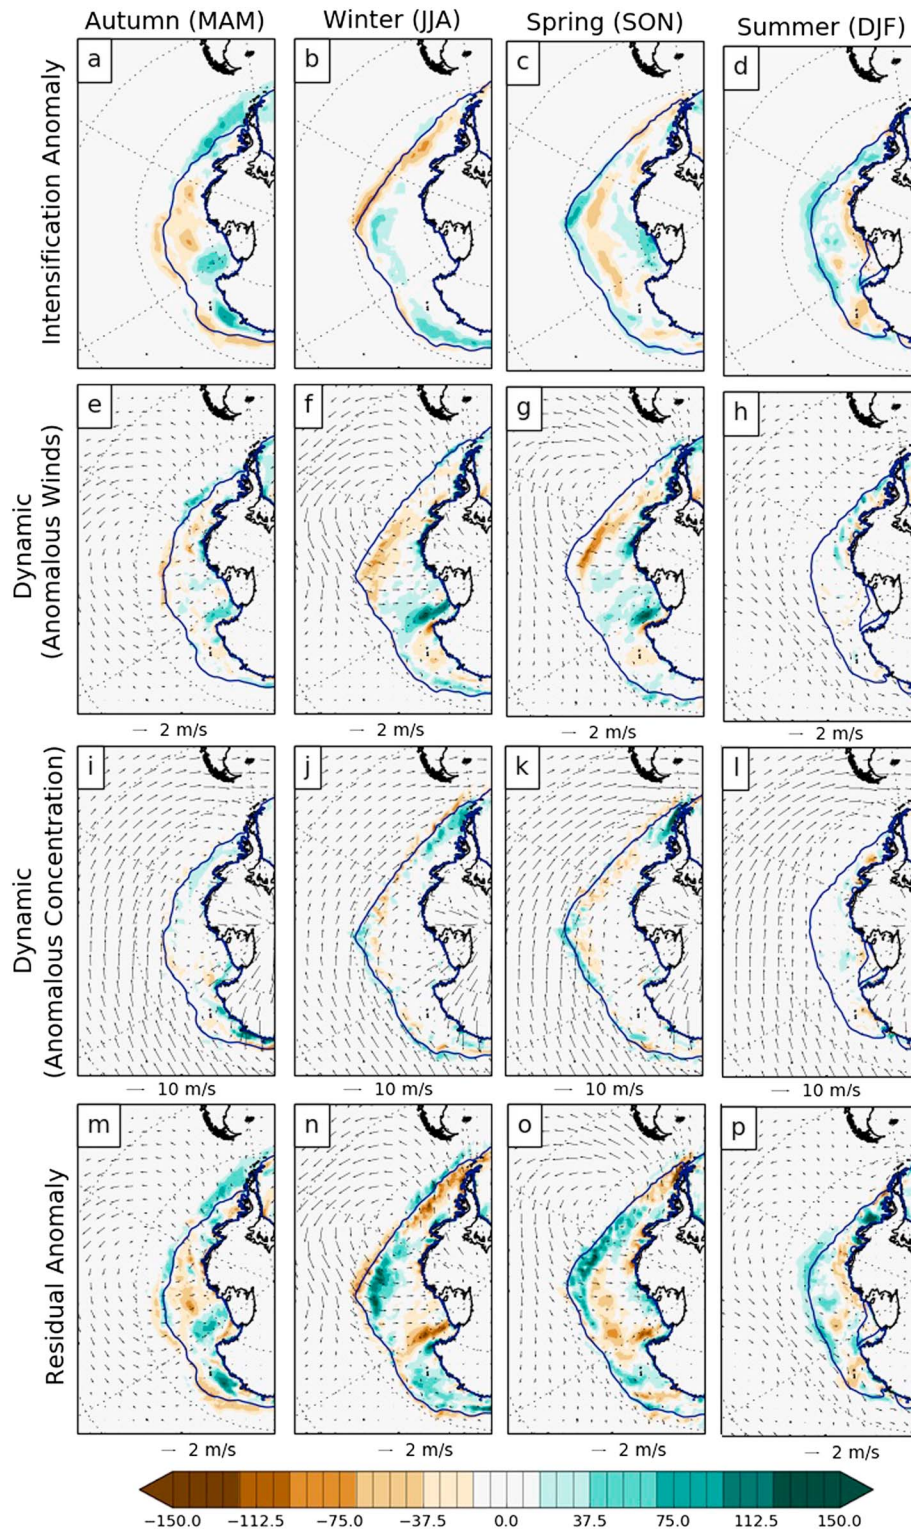 Autumn (MAM) Winter (JJA) Spring (SON) Summer (DJF)
Intensification Anomaly
a b c d
Dynamic
(Anomalous Winds)
e f g h
→ 2 m/s → 2 m/s → 2 m/s → 2 m/s
Dynamic
(Anomalous Concentration)
i j k l
→ 10 m/s → 10 m/s → 10 m/s → 10 m/s
Residual Anomaly
m n o p
→ 2 m/s → 2 m/s → 2 m/s → 2 m/s
−150.0 −112.5 −75.0 −37.5 0.0 37.5 75.0 112.5 150.0